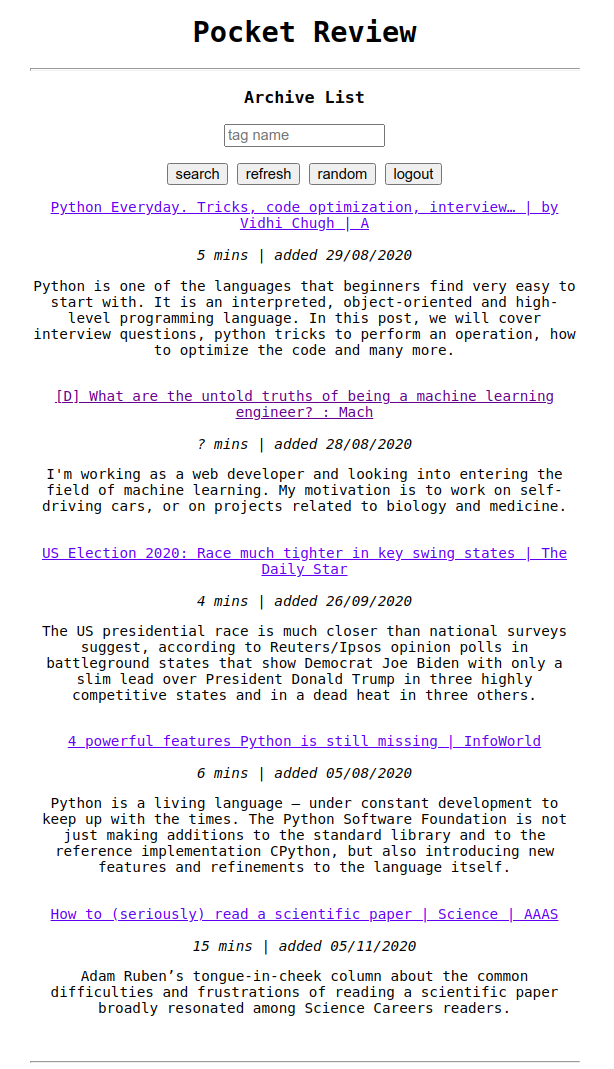 Pocket Review
Archive List
tag name
search refresh random logout
Python Everyday. Tricks, code optimization, interview… | by
Vidhi Chugh | A
5 mins | added 29/08/2020
Python is one of the languages that beginners find very easy to
start with. It is an interpreted, object-oriented and high-
level programming language. In this post, we will cover
interview questions, python tricks to perform an operation, how
to optimize the code and many more.
[D] What are the untold truths of being a machine learning
engineer? : Mach
? mins | added 28/08/2020
I'm working as a web developer and looking into entering the
field of machine learning. My motivation is to work on self-
driving cars, or on projects related to biology and medicine.
US Election 2020: Race much tighter in key swing states | The
Daily Star
4 mins | added 26/09/2020
The US presidential race is much closer than national surveys
suggest, according to Reuters/Ipsos opinion polls in
battleground states that show Democrat Joe Biden with only a
slim lead over President Donald Trump in three highly
competitive states and in a dead heat in three others.
4 powerful features Python is still missing | InfoWorld
6 mins | added 05/08/2020
Python is a living language — under constant development to
keep up with the times. The Python Software Foundation is not
just making additions to the standard library and to the
reference implementation CPython, but also introducing new
features and refinements to the language itself.
How to (seriously) read a scientific paper | Science | AAAS
15 mins | added 05/11/2020
Adam Ruben’s tongue-in-cheek column about the common
difficulties and frustrations of reading a scientific paper
broadly resonated among Science Careers readers.